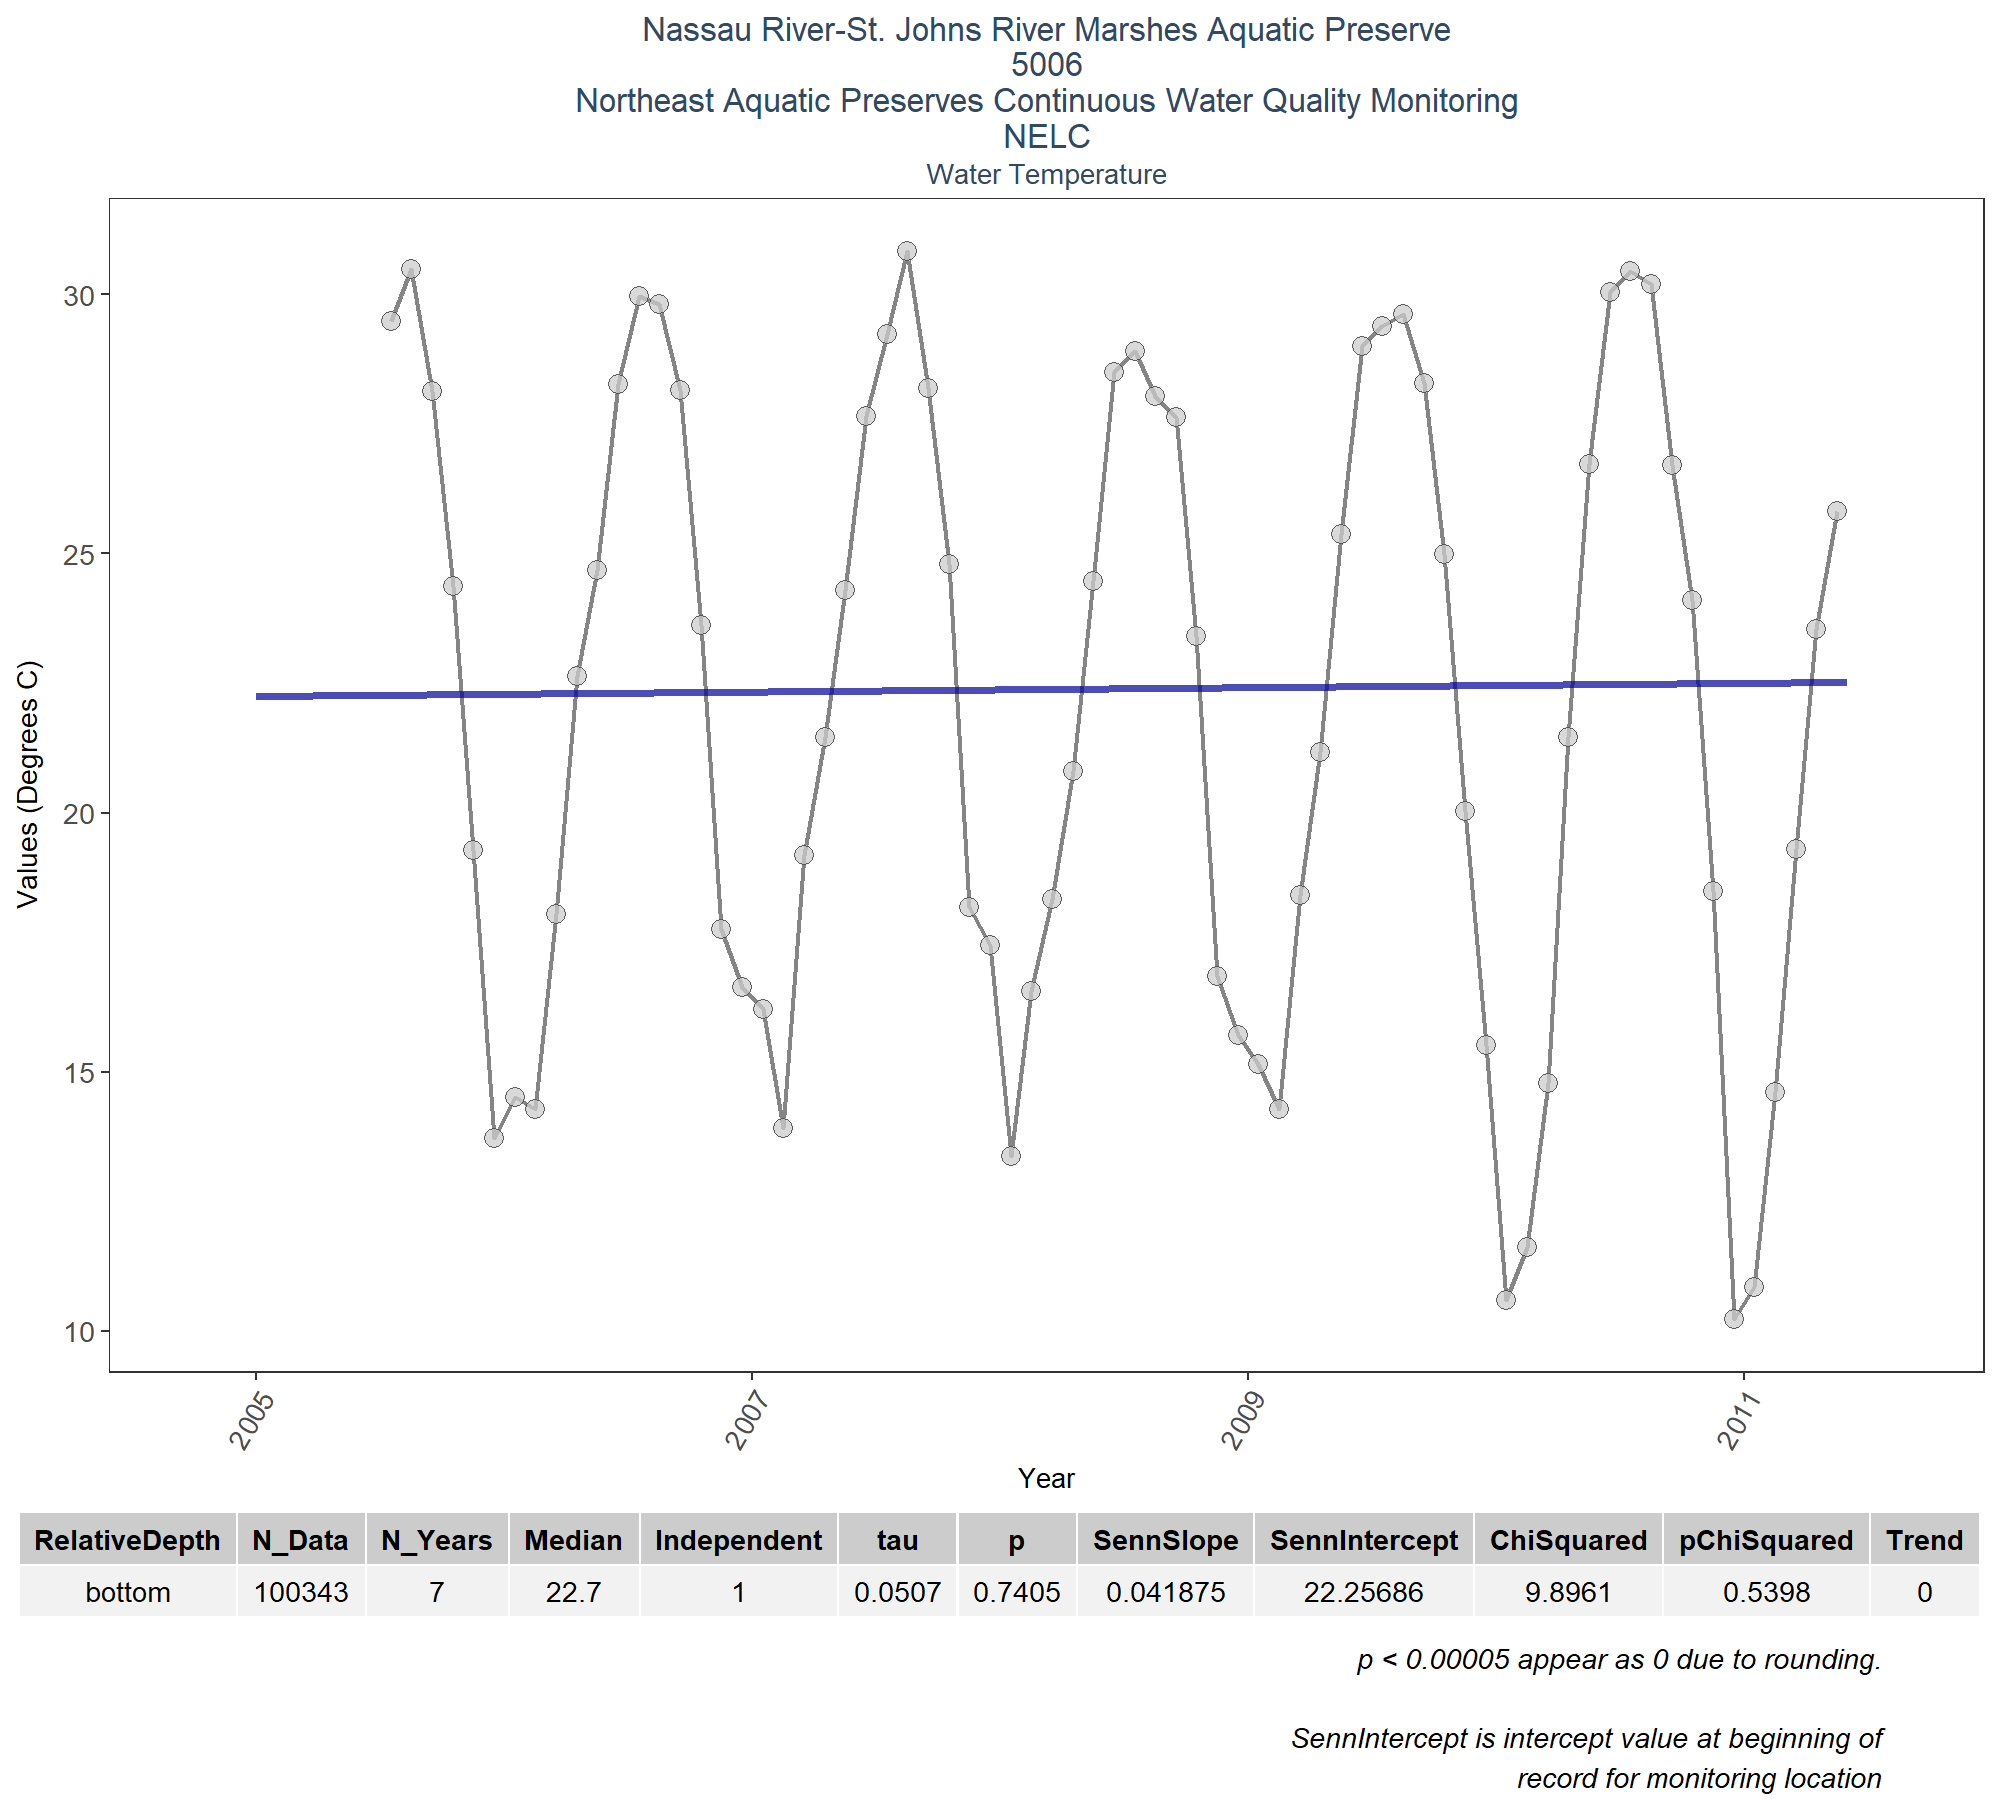 Nassau River-St. Johns River Marshes Aquatic Preserve
5006
Northeast Aquatic Preserves Continuous Water Quality Monitoring
NELC
Water Temperature
Values (Degrees C)
30
25
20
15
10
2005
2007
2009
2011
Year
RelativeDepth N_Data N_Years Median Independent tau p SennSlope SennIntercept ChiSquared pChiSquared Trend
bottom 100343 7 22.7 1 0.0507 0.7405 0.041875 22.25686 9.8961 0.5398 0
p < 0.00005 appear as 0 due to rounding.
SennIntercept is intercept value at beginning of
record for monitoring location